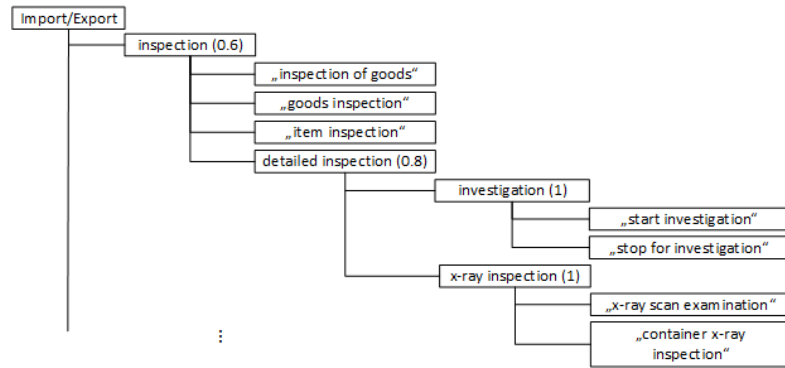 Import/Export
inspection (0.6)
„inspection of goods“
„goods inspection“
„item inspection“
detailed inspection (0.8)
investigation (1)
„start investigation“
„stop for investigation“
x-ray inspection (1)
„x-ray scan examination“
„container x-ray
inspection“